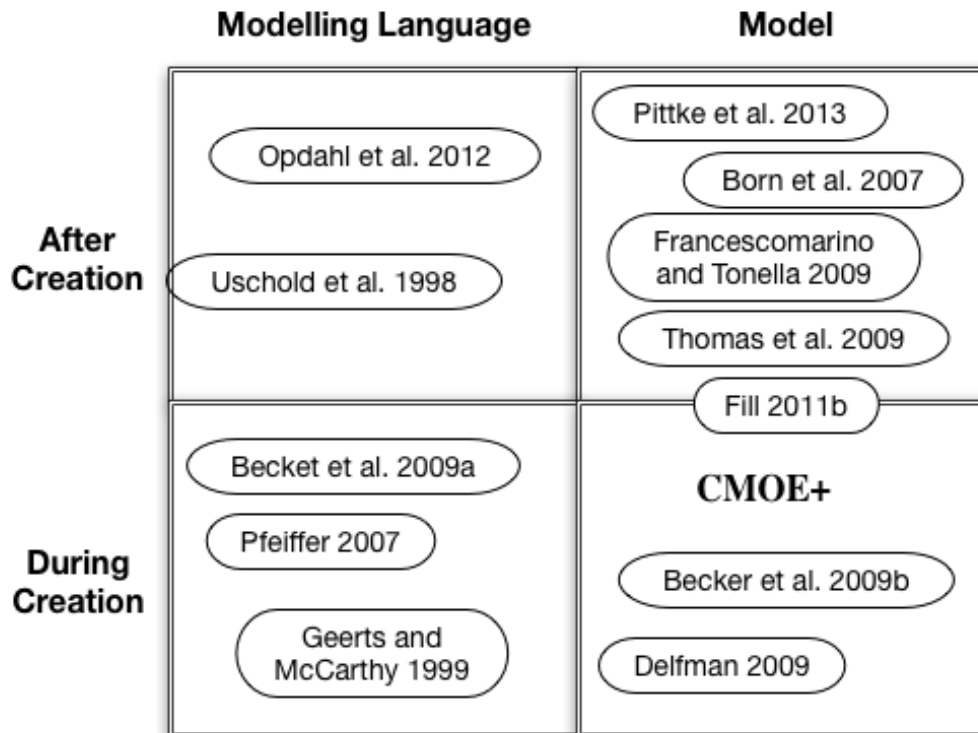 Modelling Language
Model
After
Creation
Opdahl et al. 2012
Uschold et al. 1998
Pittke et al. 2013
Born et al. 2007
Francescomarino
and Tonella 2009
Thomas et al. 2009
Fill 2011b
During
Creation
Becket et al. 2009a
Pfeiffer 2007
Geerts and
McCarthy 1999
CMOE+
Becker et al. 2009b
Delfman 2009